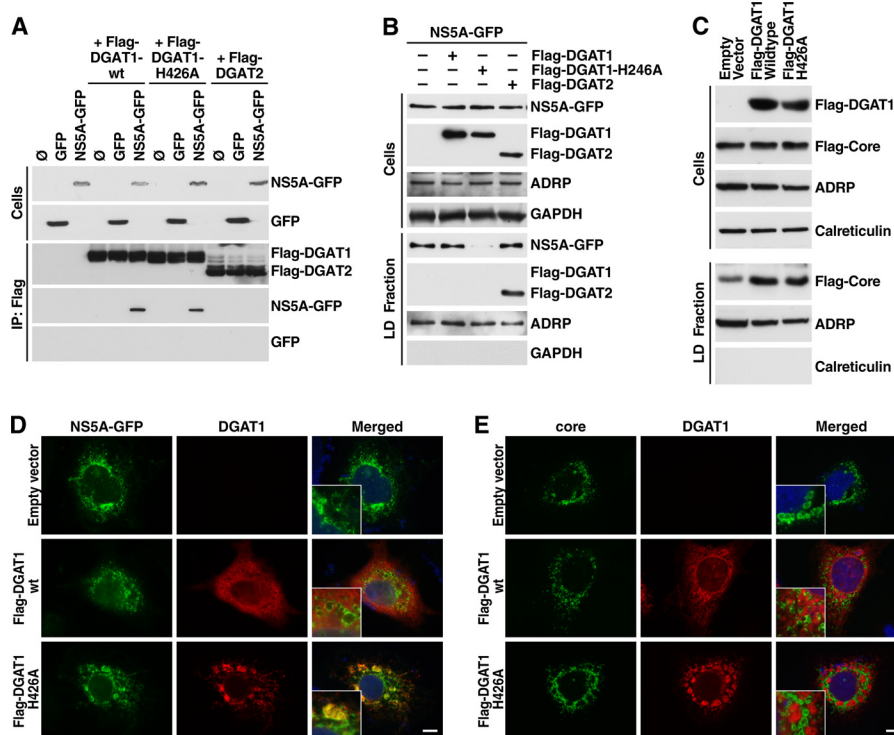 A
+ Flag-
DGAT1-
wt
+ Flag-
DGAT1-
H426A
+ Flag-
DGAT2
Ø
GFP
NS5A-GFP
Ø
GFP
NS5A-GFP
Ø
GFP
NS5A-GFP
Ø
GFP
NS5A-GFP
Cells
NS5A-GFP
GFP
IP: Flag
Flag-DGAT1
Flag-DGAT2
NS5A-GFP
GFP
B
NS5A-GFP
– + – – Flag-DGAT1
– – + – Flag-DGAT1-H246A
– – – + Flag-DGAT2
Cells
NS5A-GFP
Flag-DGAT1
Flag-DGAT2
ADRP
GAPDH
LD Fraction
NS5A-GFP
Flag-DGAT1
Flag-DGAT2
ADRP
GAPDH
C
Empty
Vector
Flag-DGAT1
Wildtype
Flag-DGAT1
H426A
Cells
Flag-DGAT1
Flag-Core
ADRP
Calreticulin
LD Fraction
Flag-Core
ADRP
Calreticulin
D
NS5A-GFP DGAT1 Merged
Empty vector
Flag-DGAT1
wt
Flag-DGAT1
H426A
E
core DGAT1 Merged
Empty vector
Flag-DGAT1
wt
Flag-DGAT1
H426A